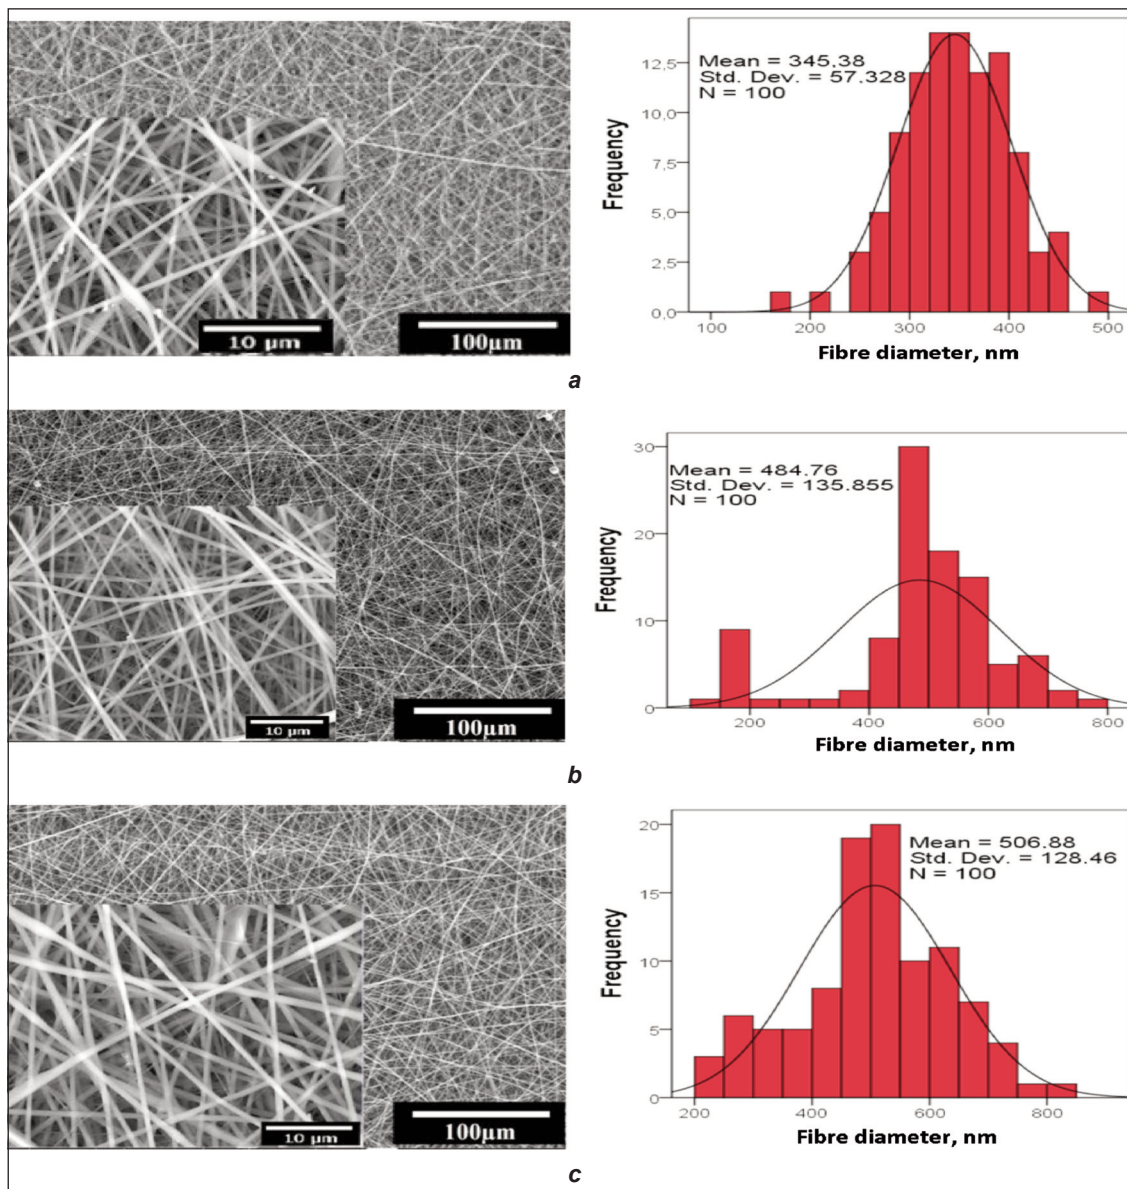 Mean = 345,38
Std. Dev. = 57.328
N = 100
12,5
10,0
7,5
5,0
2,5
0,0
Frequency
100 200 300 400 500
Fibre diameter, nm
10 µm
100µm
a
Mean = 484.76
Std. Dev. = 135.855
N = 100
30
20
10
0
Frequency
200 400 600 800
Fibre diameter, nm
10 µm
100µm
b
Mean = 506.88
Std. Dev. = 128.46
N = 100
20
15
10
5
0
Frequency
200 400 600 800
Fibre diameter, nm
10 µm
100µm
c